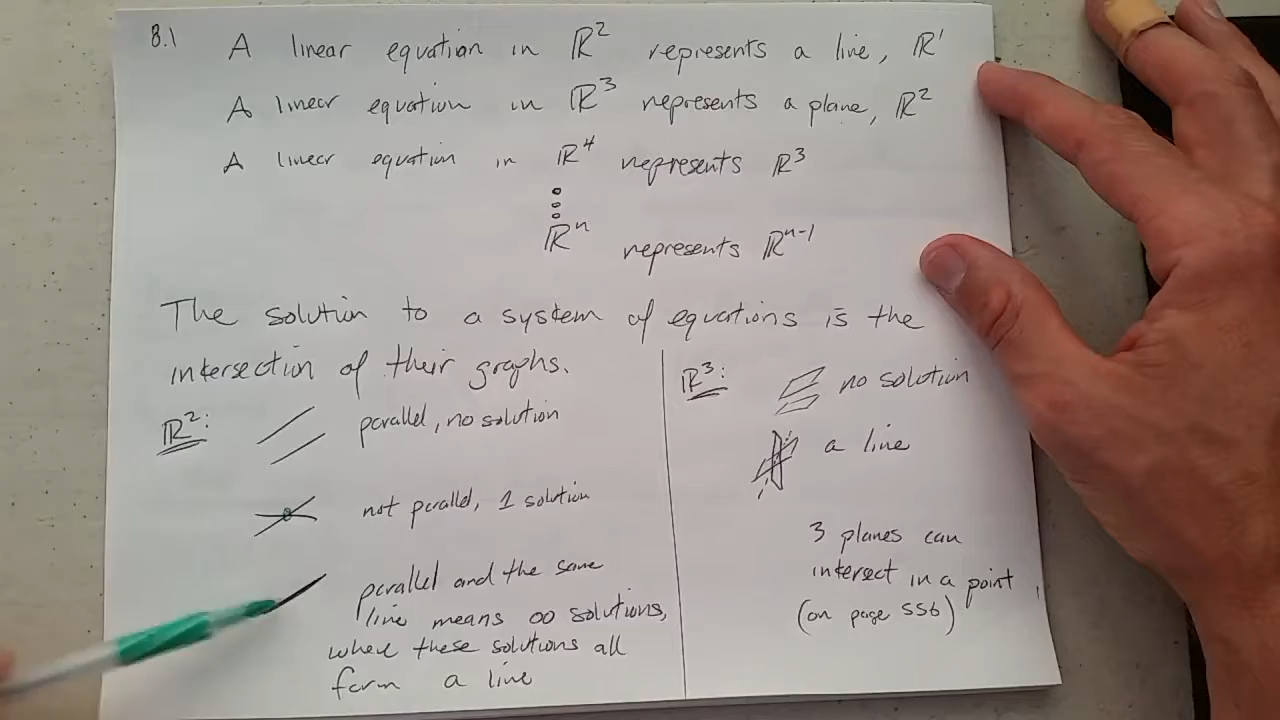 8.1 A linear equation in ℝ² represents a line, ℝ¹
A linear equation in ℝ³ represents a plane, ℝ²
A linear equation in ℝ⁴ represents ℝ³
ℝⁿ represents ℝⁿ⁻¹
The solution to a system of equations is the
intersection of their graphs.
ℝ²: parallel, no solution
not parallel, 1 solution
parallel and the same
line means ∞ solutions,
where these solutions all
form a line
ℝ³: no solution
a line
3 planes can
intersect in a point
(on page 556)